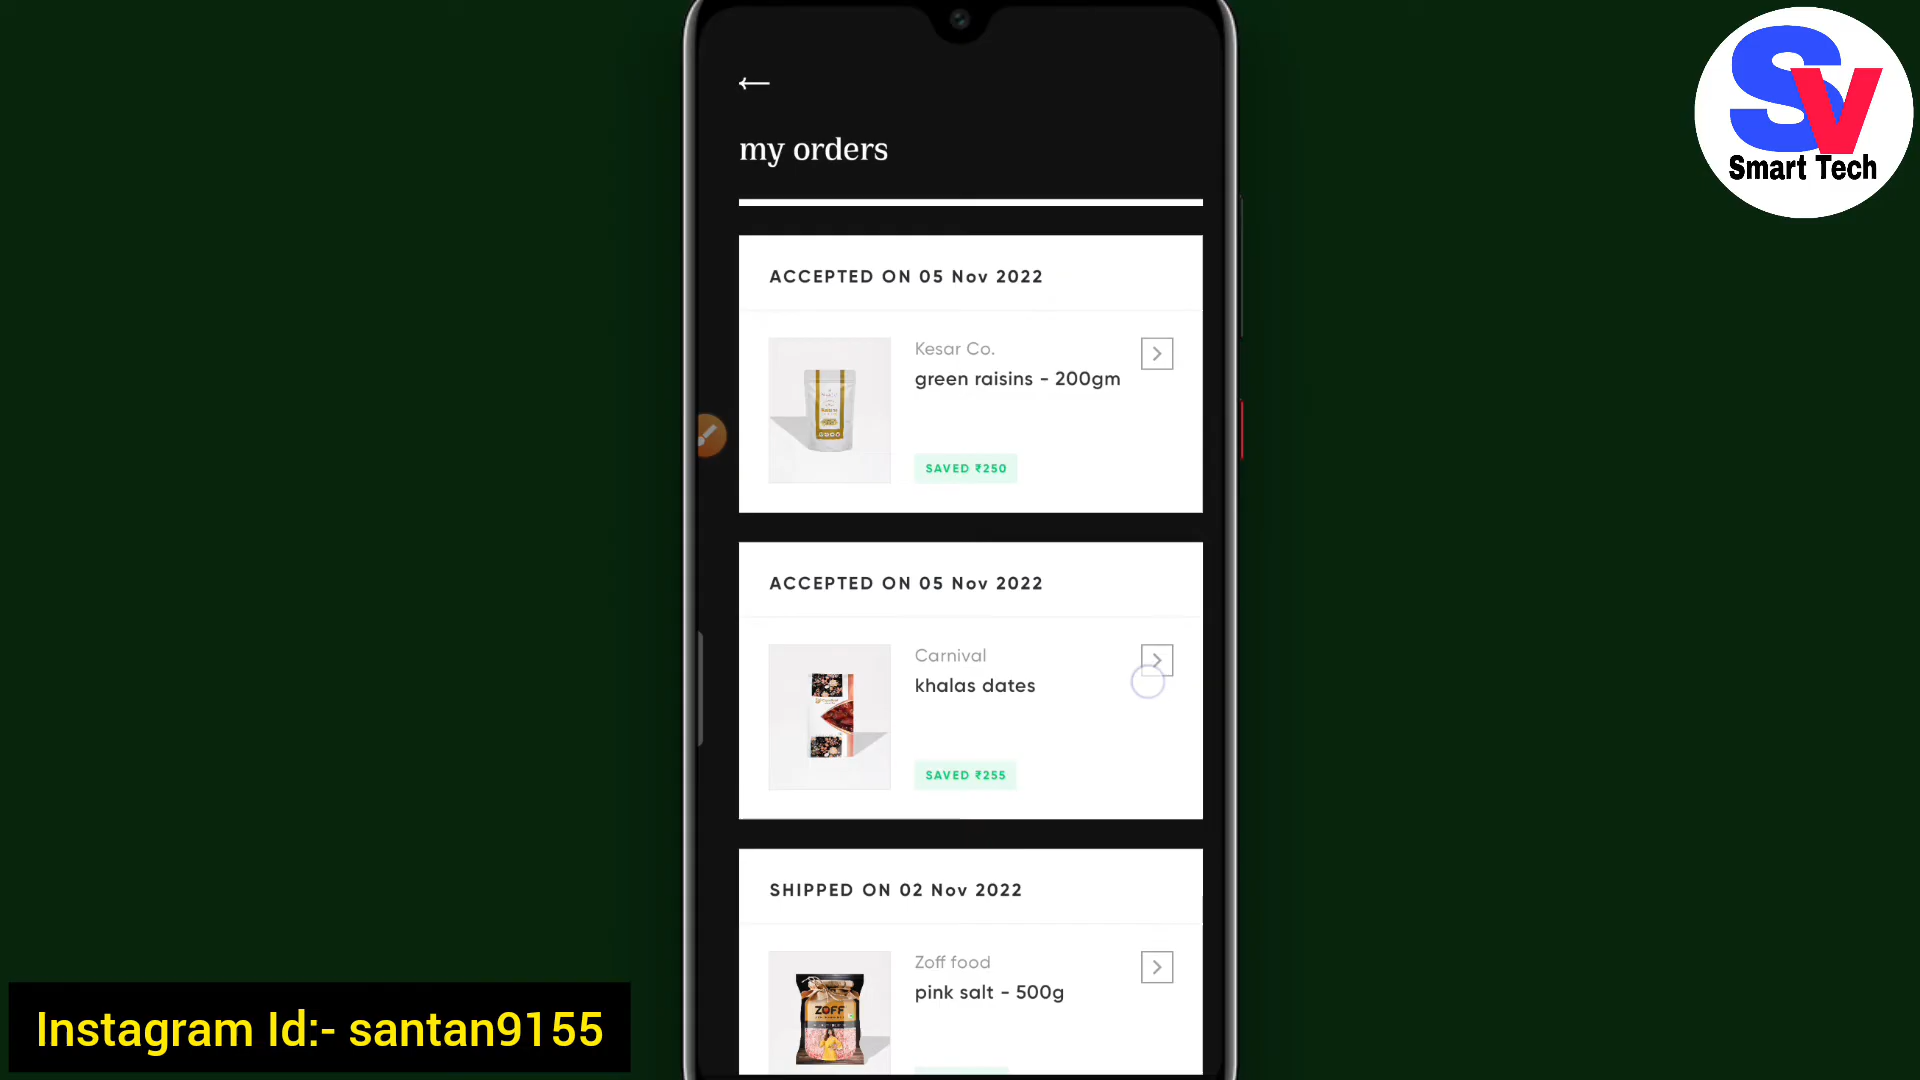 my orders
ACCEPTED ON 05 Nov 2022
Kesar Co.
green raisins - 200gm
SAVED ₹250
ACCEPTED ON 05 Nov 2022
Carnival
khalas dates
SAVED ₹255
SHIPPED ON 02 Nov 2022
Zoff food
pink salt - 500g
ZOFF
SV
Smart Tech
Instagram Id:- santan9155